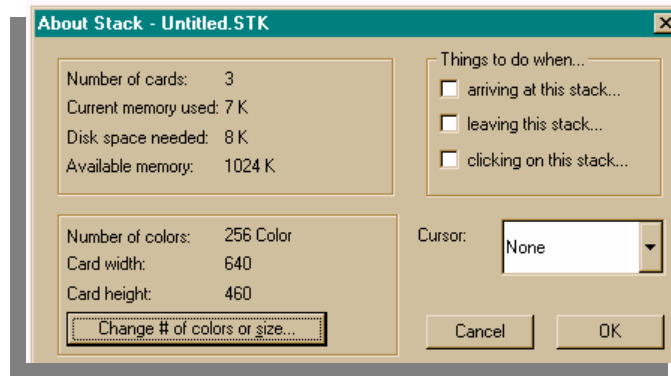 About Stack - Untitled.STK
Number of cards: 3
Current memory used: 7 K
Disk space needed: 8 K
Available memory: 1024 K
Things to do when...
arriving at this stack...
leaving this stack...
clicking on this stack...
Number of colors: 256 Color
Card width: 640
Card height: 460
Change # of colors or size...
Cursor: None
Cancel OK